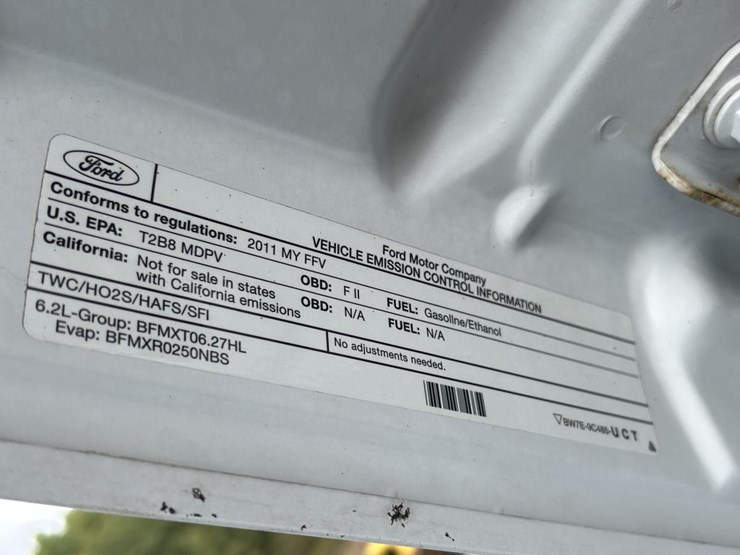 Ford
Ford Motor Company
VEHICLE EMISSION CONTROL INFORMATION
Conforms to regulations: 2011 MY FFV
U.S. EPA: T2B8 MDPV OBD: F II FUEL: Gasoline/Ethanol
California: Not for sale in states with California emissions OBD: N/A FUEL: N/A
TWC/HO2S/HAFS/SFI
No adjustments needed.
6.2L-Group: BFMXT06.27HL
Evap: BFMXR0250NBS
BW7E-9C485-UCT